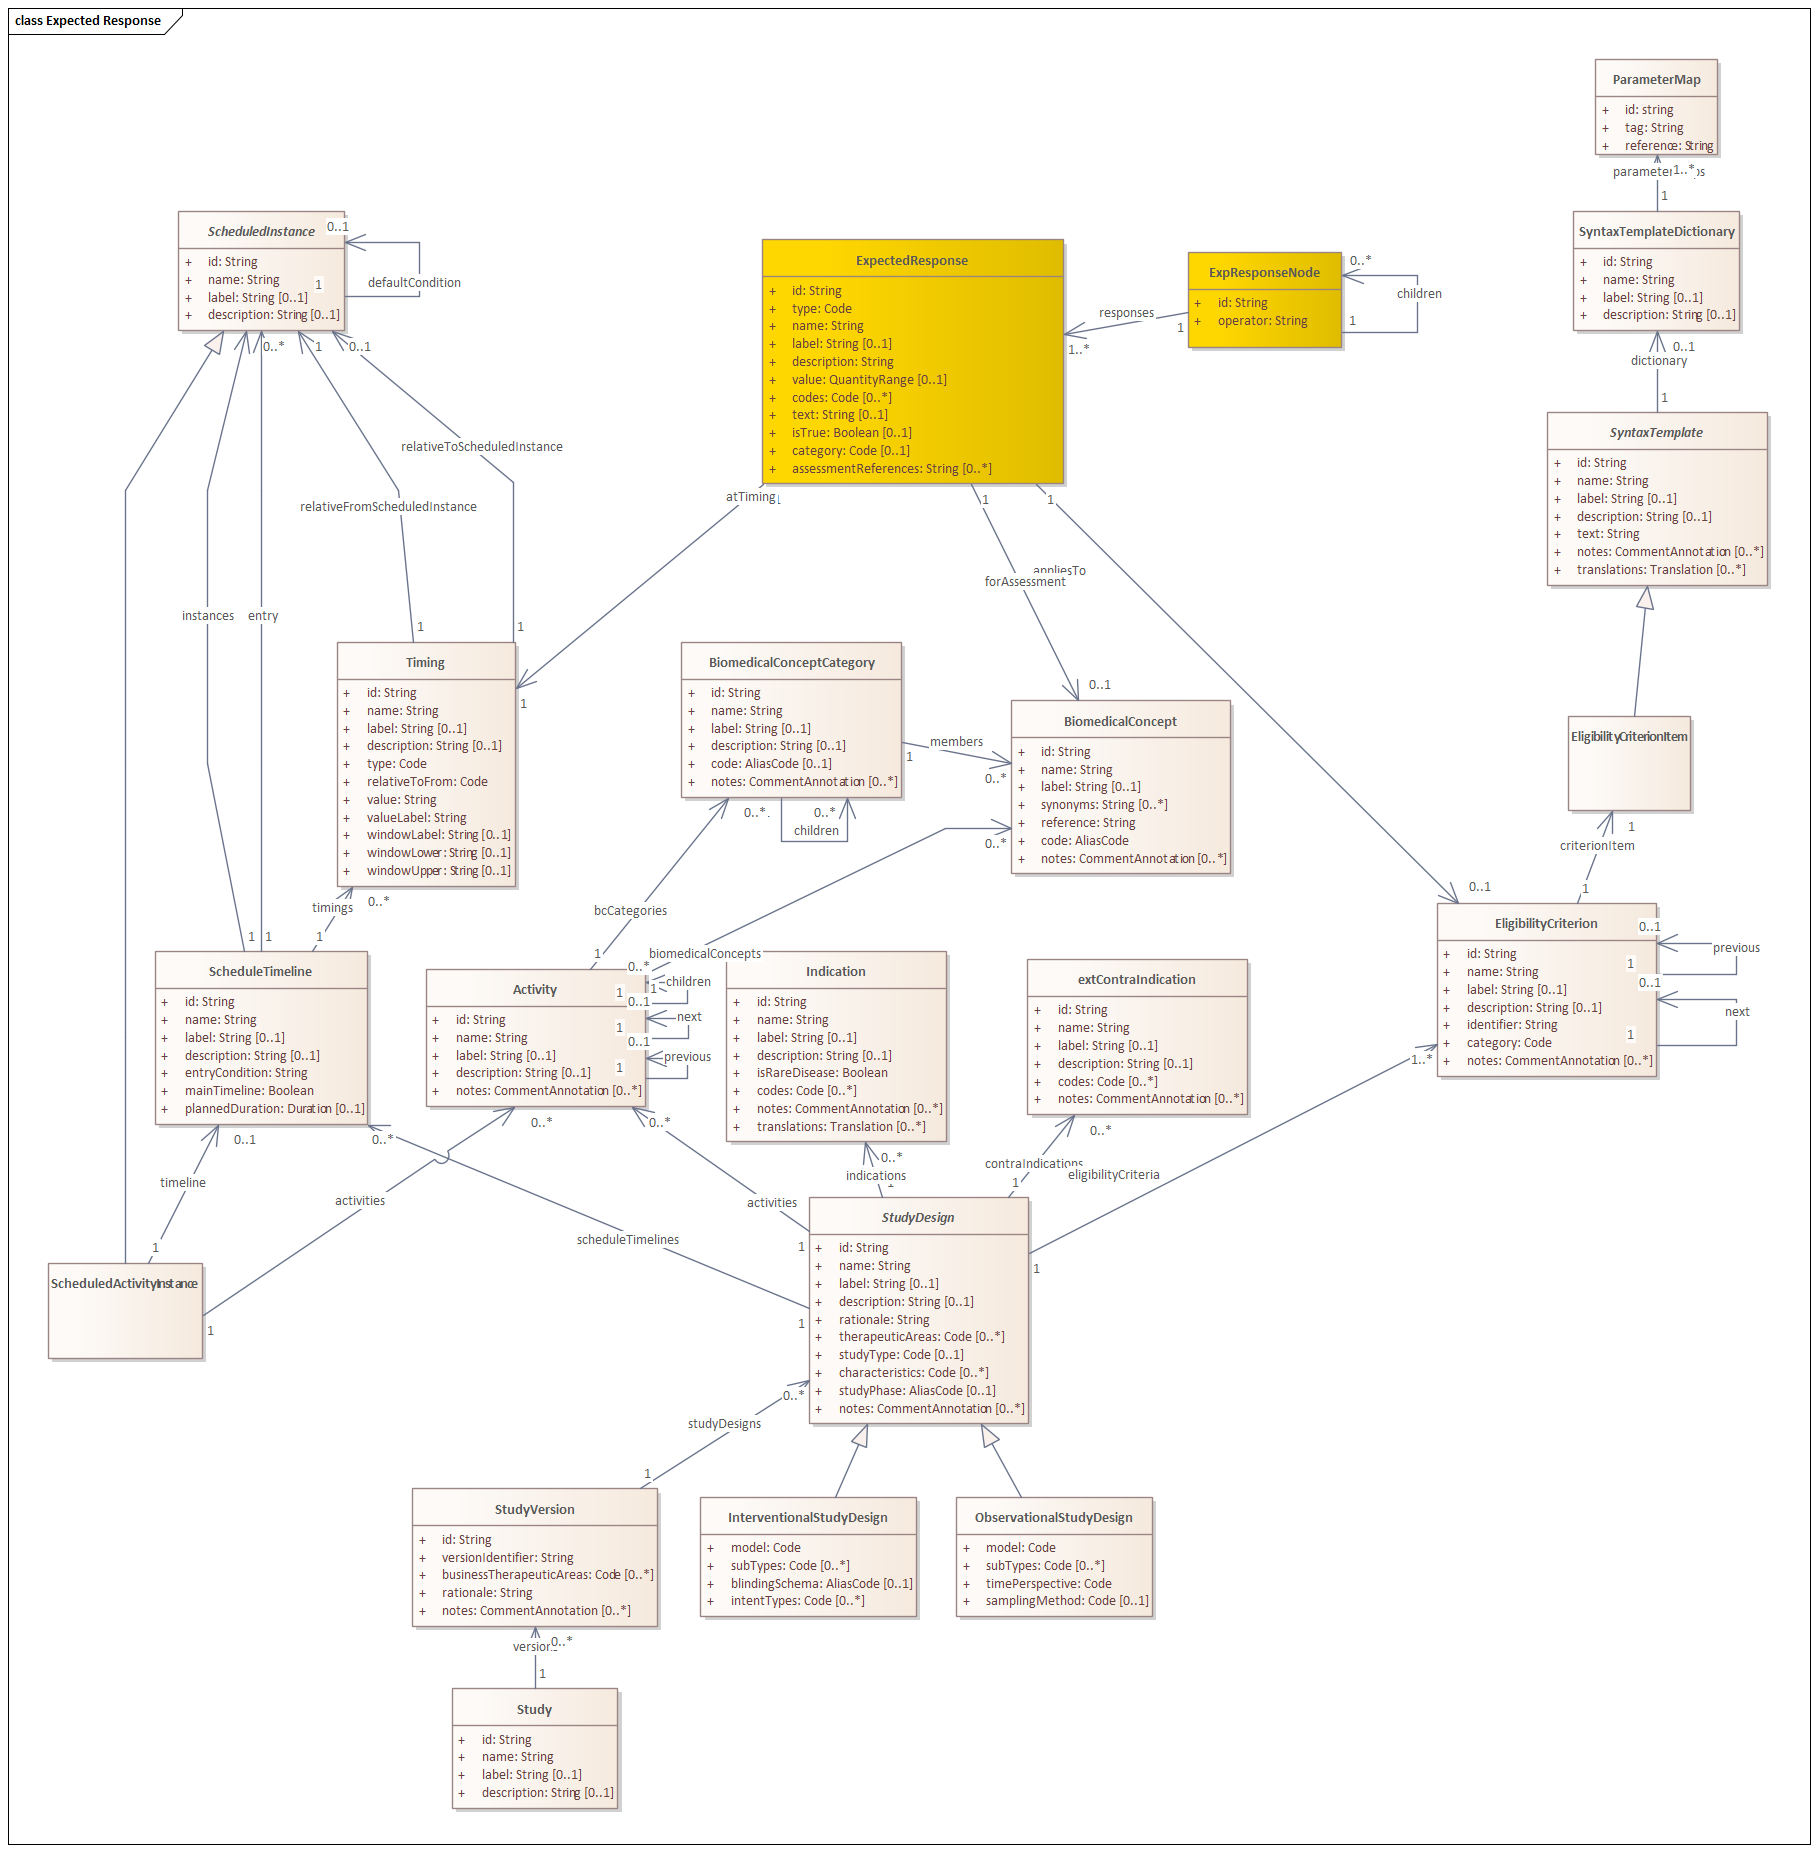 class Expected Response
ParameterMap
+ id: string
+ tag: String
+ reference: String
1..*
1
SyntaxTemplateDictionary
+ id: String
+ name: String
+ label: String [0..1]
+ description: String [0..1]
0..1
dictionary
1
SyntaxTemplate
+ id: String
+ name: String
+ label: String [0..1]
+ description: String [0..1]
+ text: String
+ notes: CommentAnnotation [0..*]
+ translations: Translation [0..*]
EligibilityCriterionItem
1
criterionItem
1
ScheduledInstance
+ id: String
+ name: String
+ label: String [0..1]
+ description: String [0..1]
0..1
1
defaultCondition
0..*
1
0..1
relativeToScheduledInstance
relativeFromScheduledInstance
instances
entry
1
1
ExpectedResponse
+ id: String
+ type: Code
+ name: String
+ label: String [0..1]
+ description: String
+ value: QuantityRange [0..1]
+ codes: Code [0..*]
+ text: String [0..1]
+ isTrue: Boolean [0..1]
+ category: Code [0..1]
+ assessmentReferences: String [0..*]
ExpResponseNode
+ id: String
+ operator: String
0..*
children
1
responses
1
1..*
atTiming
1
1
1
appliesTo
forAssessment
0..1
Timing
+ id: String
+ name: String
+ label: String [0..1]
+ description: String [0..1]
+ type: Code
+ relativeToFrom: Code
+ value: String
+ valueLabel: String
+ windowLabel: String [0..1]
+ windowLower: String [0..1]
+ windowUpper: String [0..1]
1
0..*
timings
1
BiomedicalConceptCategory
+ id: String
+ name: String
+ label: String [0..1]
+ description: String [0..1]
+ code: AliasCode [0..1]
+ notes: CommentAnnotation [0..*]
members
1
0..*
0..*
0..*
children
BiomedicalConcept
+ id: String
+ name: String
+ label: String [0..1]
+ synonyms: String [0..*]
+ reference: String
+ code: AliasCode
+ notes: CommentAnnotation [0..*]
0..*
bcCategories
1
biomedicalConcepts
0..1
EligibilityCriterion
+ id: String
+ name: String
+ label: String [0..1]
+ description: String [0..1]
+ identifier: String
+ category: Code
+ notes: CommentAnnotation [0..*]
0..1
previous
1
0..1
next
1
1..*
ScheduleTimeline
+ id: String
+ name: String
+ label: String [0..1]
+ description: String [0..1]
+ entryCondition: String
+ mainTimeline: Boolean
+ plannedDuration: Duration [0..1]
1
1
0..1
0..*
Activity
+ id: String
+ name: String
+ label: String [0..1]
+ description: String [0..1]
+ notes: CommentAnnotation [0..*]
0..*
1
1
children
0..1
next
1
0..1
previous
1
0..*
0..*
Indication
+ id: String
+ name: String
+ label: String [0..1]
+ description: String [0..1]
+ isRareDisease: Boolean
+ codes: Code [0..*]
+ notes: CommentAnnotation [0..*]
+ translations: Translation [0..*]
0..*
indications
extContraIndication
+ id: String
+ name: String
+ label: String [0..1]
+ description: String [0..1]
+ codes: Code [0..*]
+ notes: CommentAnnotation [0..*]
0..*
contraIndications
1
eligibilityCriteria
1
timeline
1
activities
1
activities
1
scheduleTimelines
1
ScheduledActivityInstance
StudyDesign
+ id: String
+ name: String
+ label: String [0..1]
+ description: String [0..1]
+ rationale: String
+ therapeuticAreas: Code [0..*]
+ studyType: Code [0..1]
+ characteristics: Code [0..*]
+ studyPhase: AliasCode [0..1]
+ notes: CommentAnnotation [0..*]
0..*
studyDesigns
1
StudyVersion
+ id: String
+ versionIdentifier: String
+ businessTherapeuticAreas: Code [0..*]
+ rationale: String
+ notes: CommentAnnotation [0..*]
InterventionalStudyDesign
+ model: Code
+ subTypes: Code [0..*]
+ blindingSchema: AliasCode [0..1]
+ intentTypes: Code [0..*]
ObservationalStudyDesign
+ model: Code
+ subTypes: Code [0..*]
+ timePerspective: Code
+ samplingMethod: Code [0..1]
0..*
1
Study
+ id: String
+ name: String
+ label: String [0..1]
+ description: String [0..1]